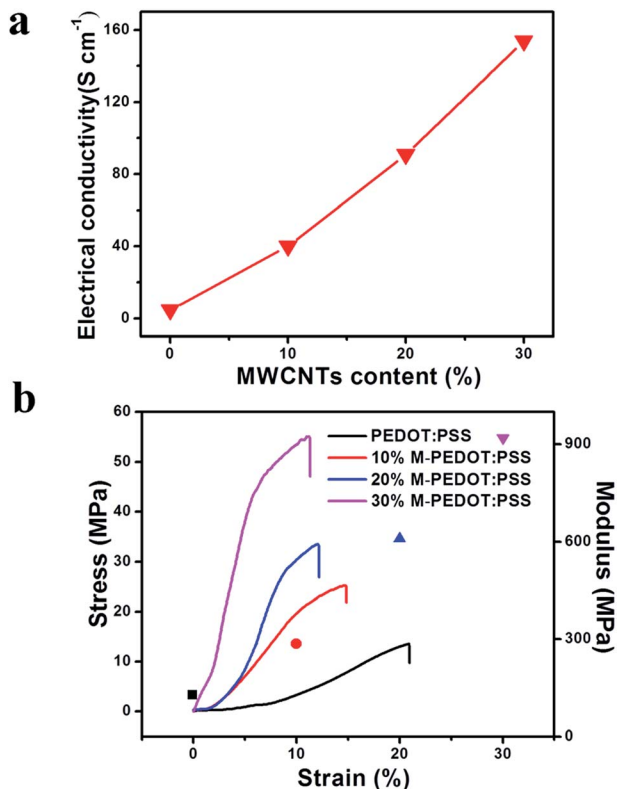 a
Electrical conductivity(S cm⁻¹)
160
120
80
40
0
0 10 20 30
MWCNTs content (%)
b
Stress (MPa)
60
50
40
30
20
10
0
PEDOT:PSS
10% M-PEDOT:PSS
20% M-PEDOT:PSS
30% M-PEDOT:PSS
900
600
300
0
Modulus (MPa)
0 10 20 30
Strain (%)